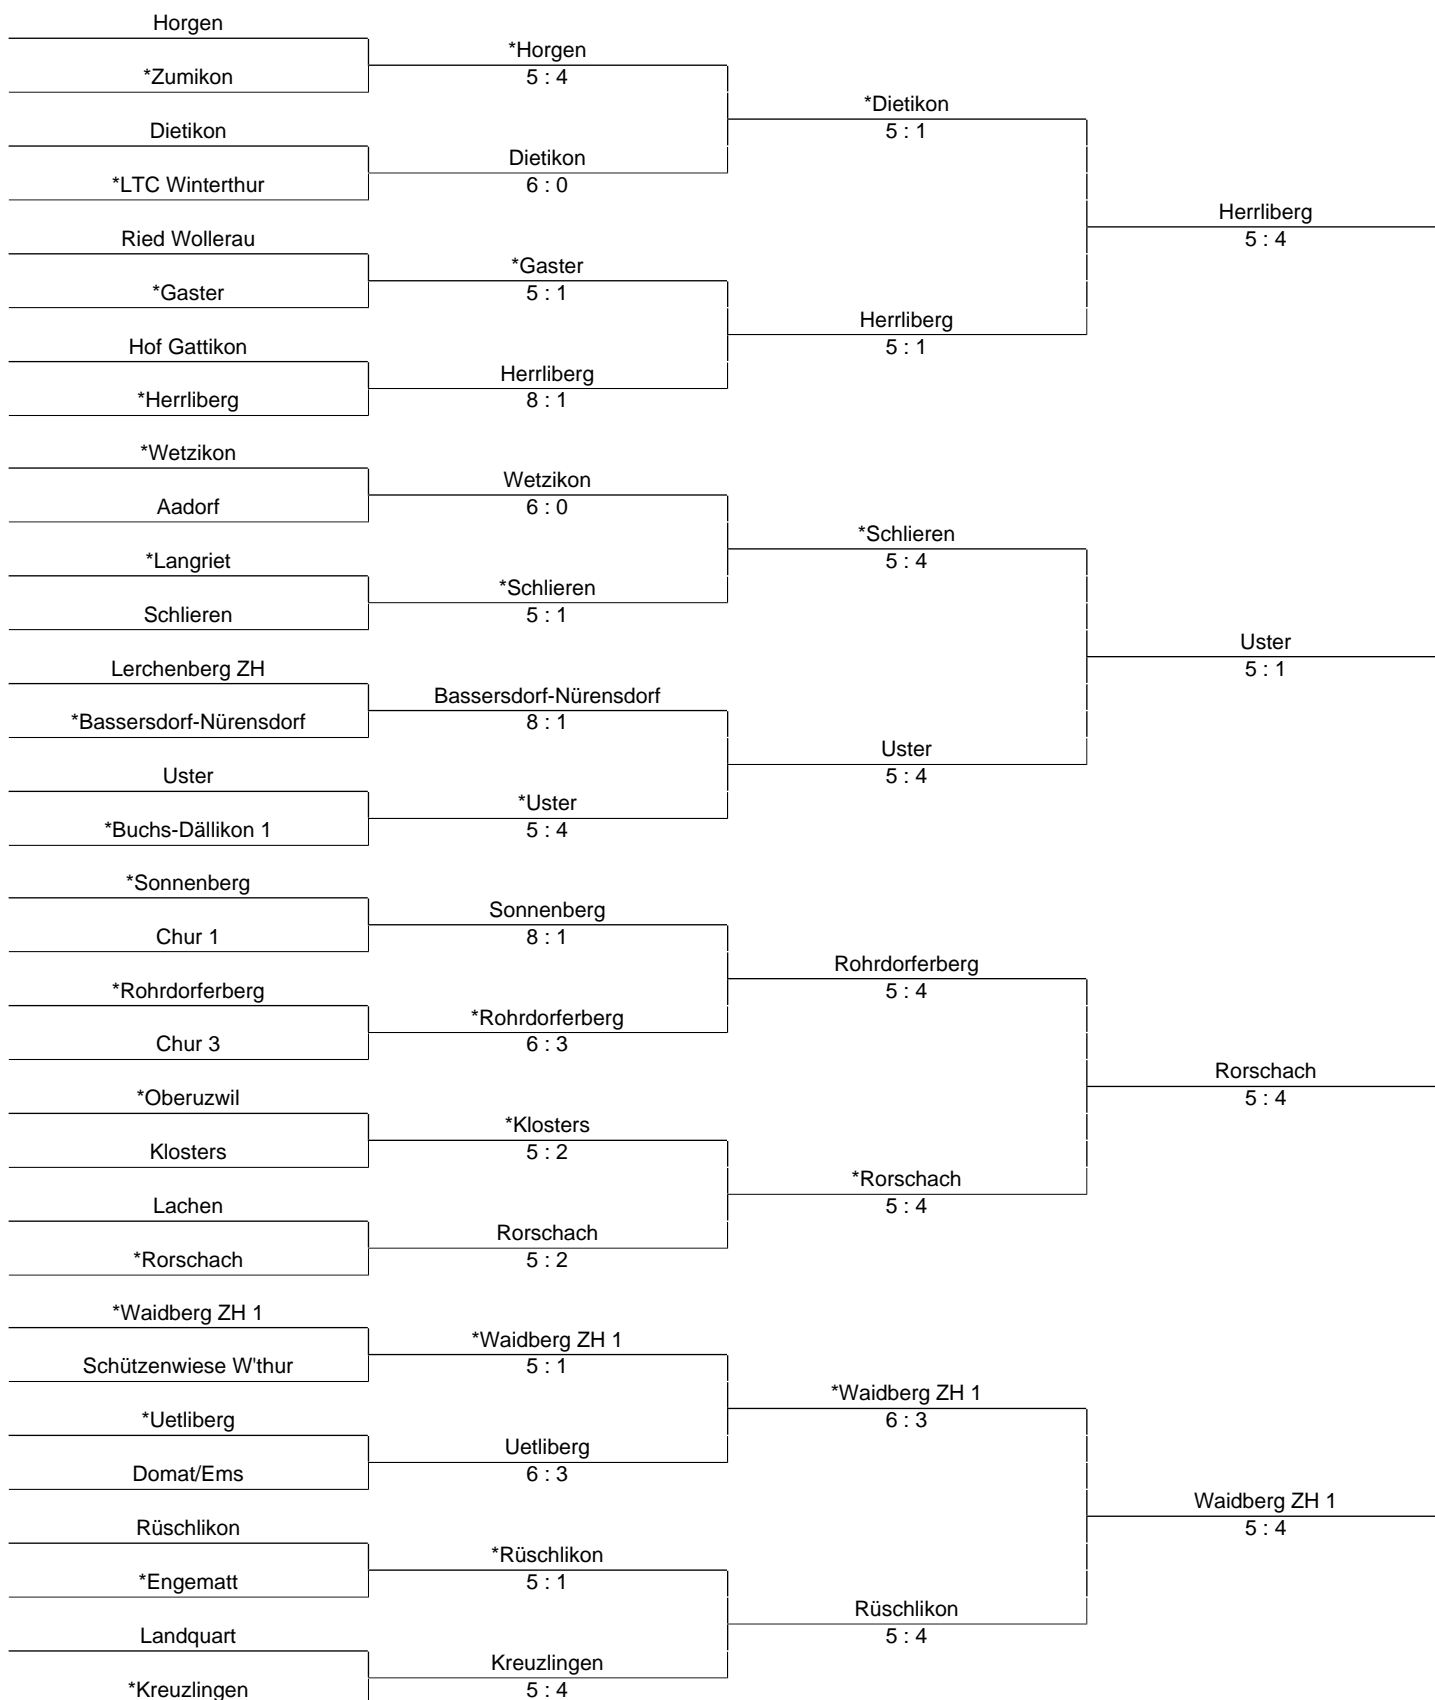 Horgen
*Horgen
*Zumikon
5 : 4
*Dietikon
Dietikon
5 : 1
Dietikon
*LTC Winterthur
6 : 0
Herrliberg
Ried Wollerau
5 : 4
*Gaster
*Gaster
5 : 1
Herrliberg
Hof Gattikon
5 : 1
Herrliberg
*Herrliberg
8 : 1
*Wetzikon
Wetzikon
Aadorf
6 : 0
*Schlieren
*Langriet
5 : 4
*Schlieren
Schlieren
5 : 1
Uster
Lerchenberg ZH
5 : 1
Bassersdorf-Nürensdorf
*Bassersdorf-Nürensdorf
8 : 1
Uster
Uster
5 : 4
*Uster
*Buchs-Dällikon 1
5 : 4
*Sonnenberg
Sonnenberg
Chur 1
8 : 1
Rohrdorferberg
*Rohrdorferberg
5 : 4
*Rohrdorferberg
Chur 3
6 : 3
Rorschach
*Oberuzwil
5 : 4
*Klosters
Klosters
5 : 2
*Rorschach
Lachen
5 : 4
Rorschach
*Rorschach
5 : 2
*Waidberg ZH 1
*Waidberg ZH 1
Schützenwiese W'thur
5 : 1
*Waidberg ZH 1
*Uetliberg
6 : 3
Uetliberg
Domat/Ems
6 : 3
Waidberg ZH 1
Rüschlikon
5 : 4
*Rüschlikon
*Engematt
5 : 1
Rüschlikon
Landquart
5 : 4
Kreuzlingen
*Kreuzlingen
5 : 4